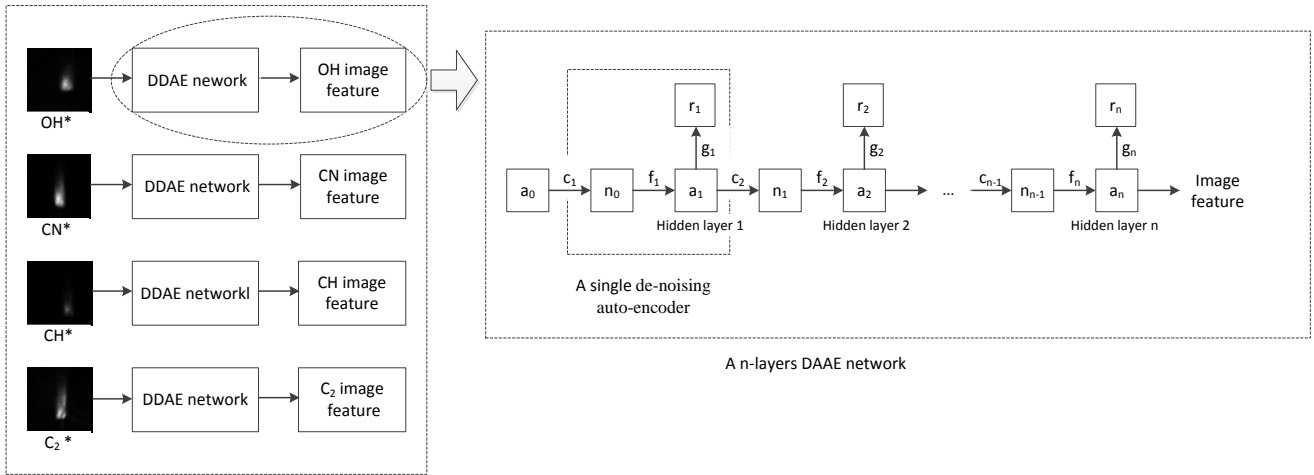 OH*
DDAE nework
OH image
feature
CN*
DDAE network
CN image
feature
CH*
DDAE networkl
CH image
feature
C₂*
DDAE network
C₂ image
feature
a₀
c₁
n₀
f₁
a₁
g₁
r₁
Hidden layer 1
c₂
n₁
f₂
a₂
g₂
r₂
Hidden layer 2
...
cₙ₋₁
nₙ₋₁
fₙ
aₙ
gₙ
rₙ
Hidden layer n
Image
feature
A single de-noising
auto-encoder
A n-layers DAAE network